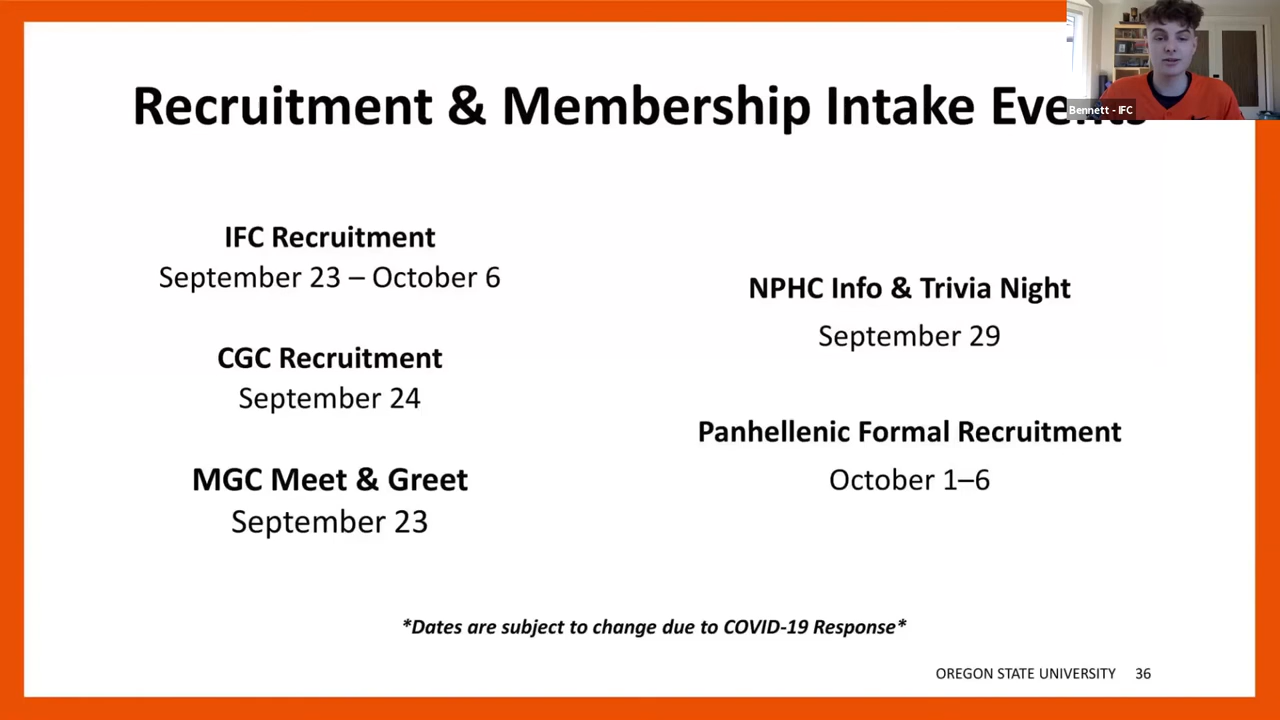 Recruitment & Membership Intake Events
Bennett - IFC
IFC Recruitment
September 23 – October 6
CGC Recruitment
September 24
MGC Meet & Greet
September 23
NPHC Info & Trivia Night
September 29
Panhellenic Formal Recruitment
October 1–6
*Dates are subject to change due to COVID-19 Response*
OREGON STATE UNIVERSITY 36